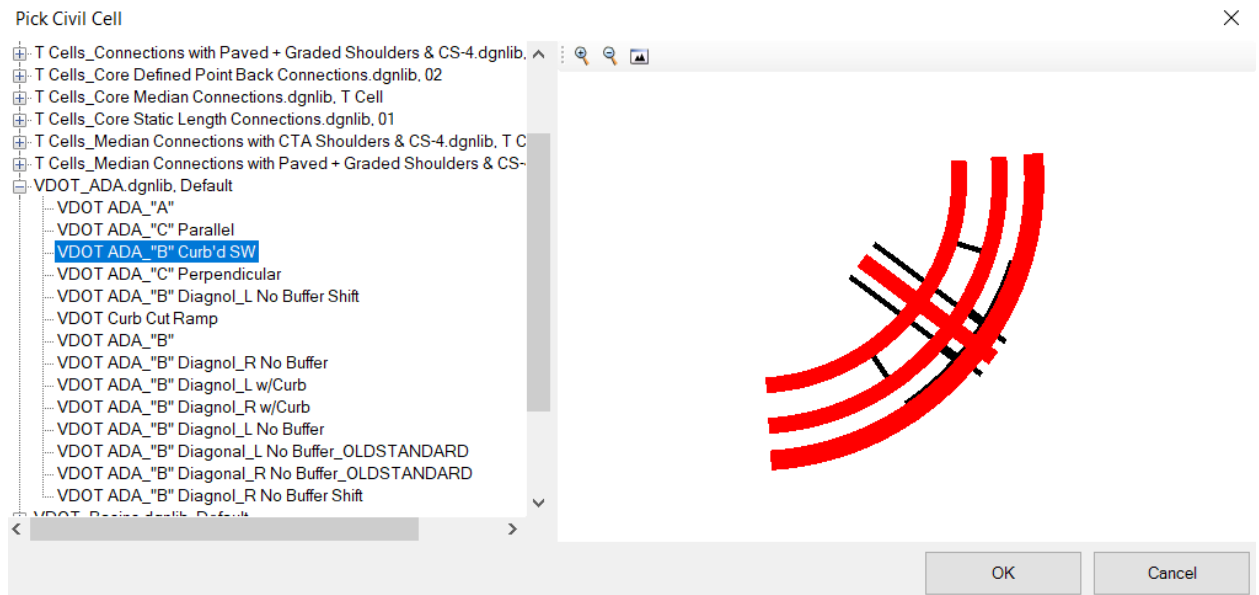 Pick Civil Cell
T Cells_Connections with Paved + Graded Shoulders & CS-4.dgnlib,
T Cells_Core Defined Point Back Connections.dgnlib, 02
T Cells_Core Median Connections.dgnlib, T Cell
T Cells_Core Static Length Connections.dgnlib, 01
T Cells_Median Connections with CTA Shoulders & CS-4.dgnlib, T C
T Cells_Median Connections with Paved + Graded Shoulders & CS-
VDOT_ADA.dgnlib, Default
VDOT ADA_"A"
VDOT ADA_"C" Parallel
VDOT ADA_"B" Curb'd SW
VDOT ADA_"C" Perpendicular
VDOT ADA_"B" Diagnol_L No Buffer Shift
VDOT Curb Cut Ramp
VDOT ADA_"B"
VDOT ADA_"B" Diagnol_R No Buffer
VDOT ADA_"B" Diagnol_L w/Curb
VDOT ADA_"B" Diagnol_R w/Curb
VDOT ADA_"B" Diagnol_L No Buffer
VDOT ADA_"B" Diagonal_L No Buffer_OLDSTANDARD
VDOT ADA_"B" Diagonal_R No Buffer_OLDSTANDARD
VDOT ADA_"B" Diagnol_R No Buffer Shift
OK
Cancel